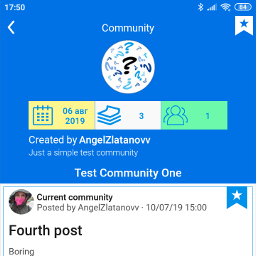 17:50
84
Community
06 авг
2019
3
1
Created by AngelZlatanovv
Just a simple test community
Test Community One
Current community
Posted by AngelZlatanovv · 10/07/19 15:00
Fourth post
Boring